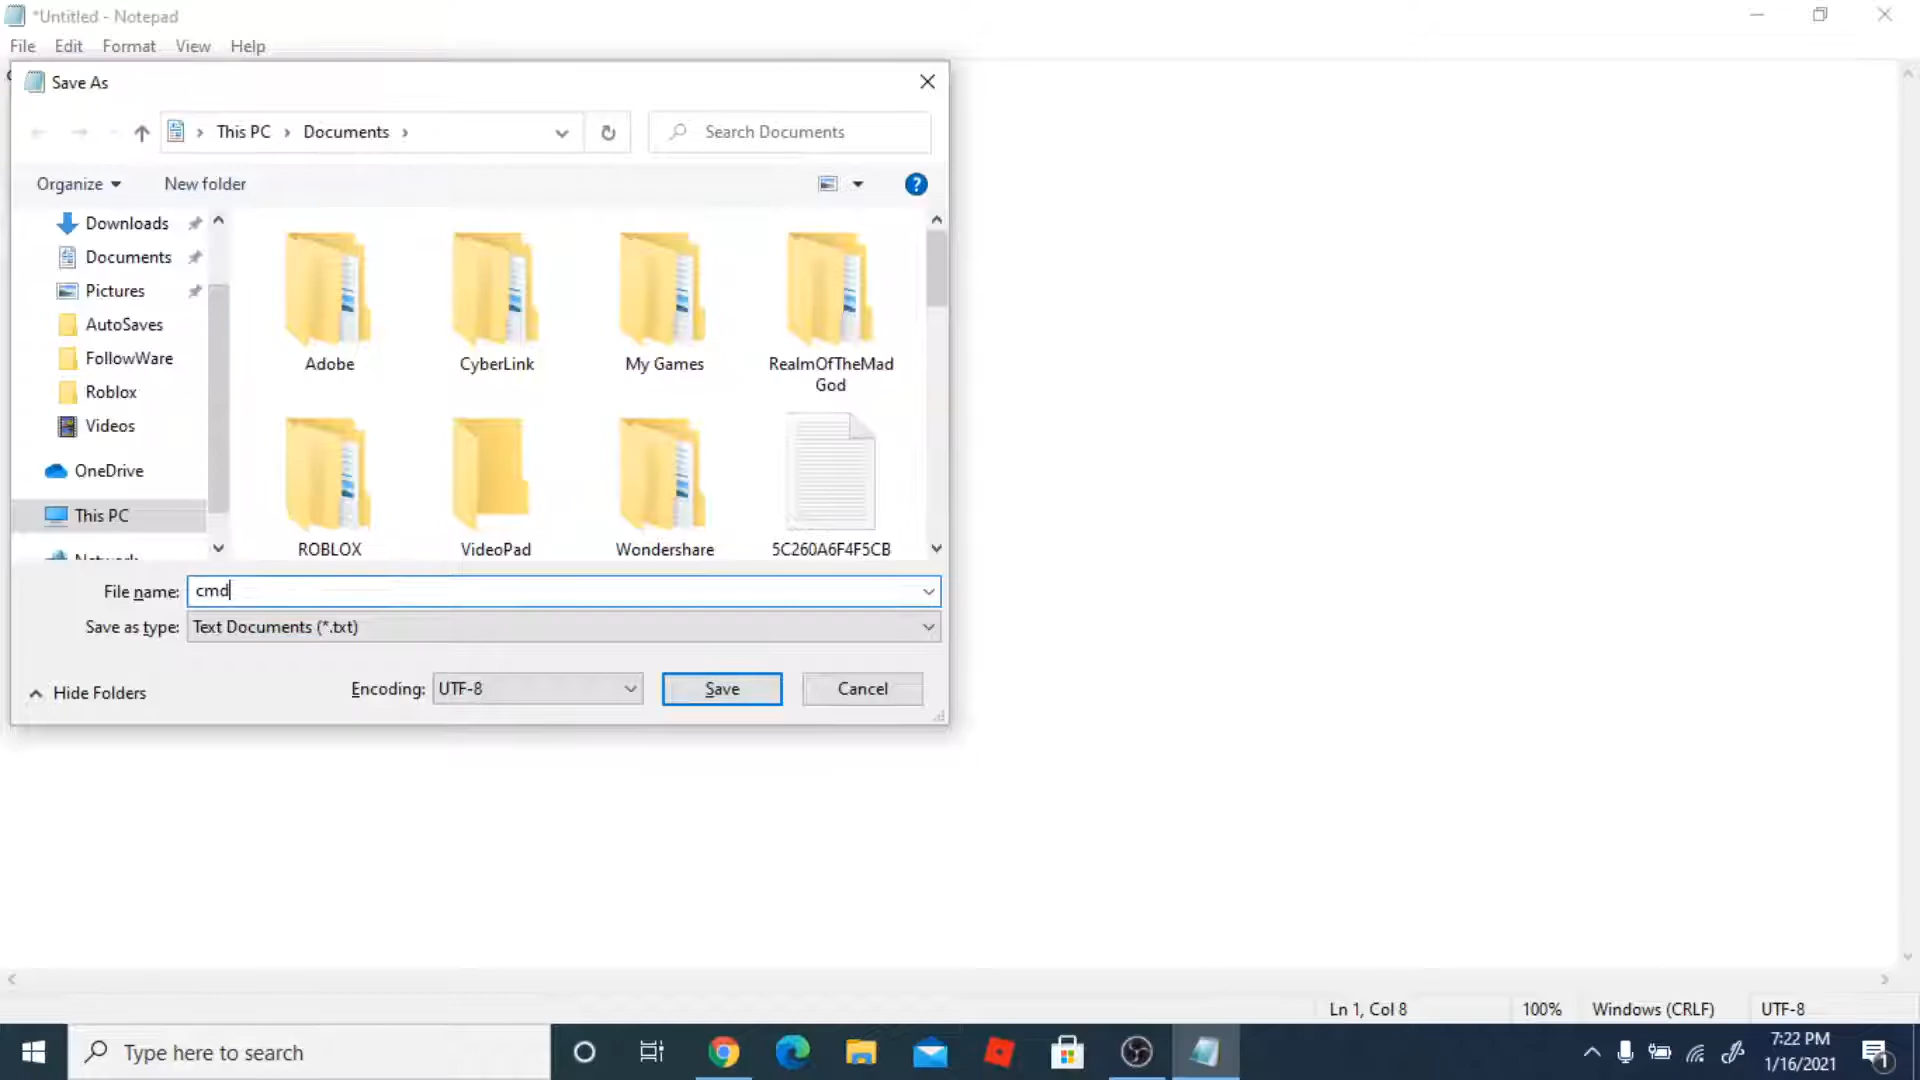 *Untitled - Notepad
File Edit Format View Help
Save As
This PC Documents
Search Documents
Organize New folder
Downloads
Documents
Pictures
AutoSaves
FollowWare
Roblox
Videos
OneDrive
This PC
Network
Adobe CyberLink My Games RealmOfTheMad
God
ROBLOX VideoPad Wondershare 5C260A6F4F5CB
File name: cmd
Save as type: Text Documents (*.txt)
Hide Folders Encoding: UTF-8 Save Cancel
Ln 1, Col 8 100% Windows (CRLF) UTF-8
Type here to search
7:22 PM
1/16/2021
1